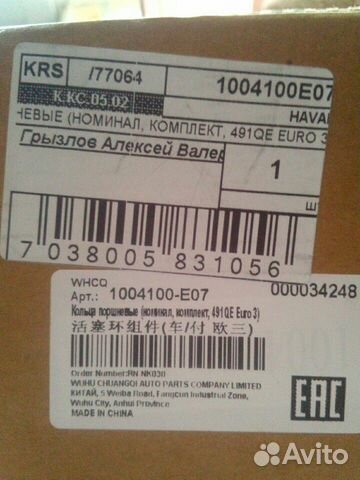 KRS /77064 1004100E07
К-КС-05.02 HAVAL
НЕВЫЕ (НОМИНАЛ, КОМПЛЕКТ, 491QE EURO 3
Грызлов Алексей Валер
1
ШТ
7 038005 831056
WHCQ
Арт.: 1004100-E07 000034248
Кольца поршневые (номинал, комплект, 491QE Euro 3)
活塞环组件(车/付 欧三)
Order Number:RN NK030
WUHU CHUANGQI AUTO PARTS COMPANY LIMITED
КИТАЙ, 5 Weiba Road, Fangcun Industrial Zone,
Wuhu City, Anhui Province
MADE IN CHINA
EAC
Avito